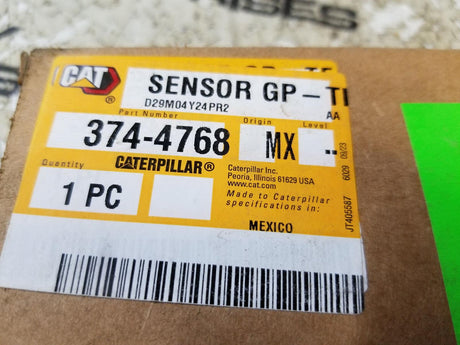 CAT ®
SENSOR GP-TE
D29M04Y24PR2
AA
Part Number
Origin
Level
374-4768
MX
--
CATERPILLAR®
Quantity
1 PC
Caterpillar Inc.
Peoria, Illinois 61629 USA
www.cat.com
Made to Caterpillar
specifications in:
MEXICO
JT405587
6029 09/23